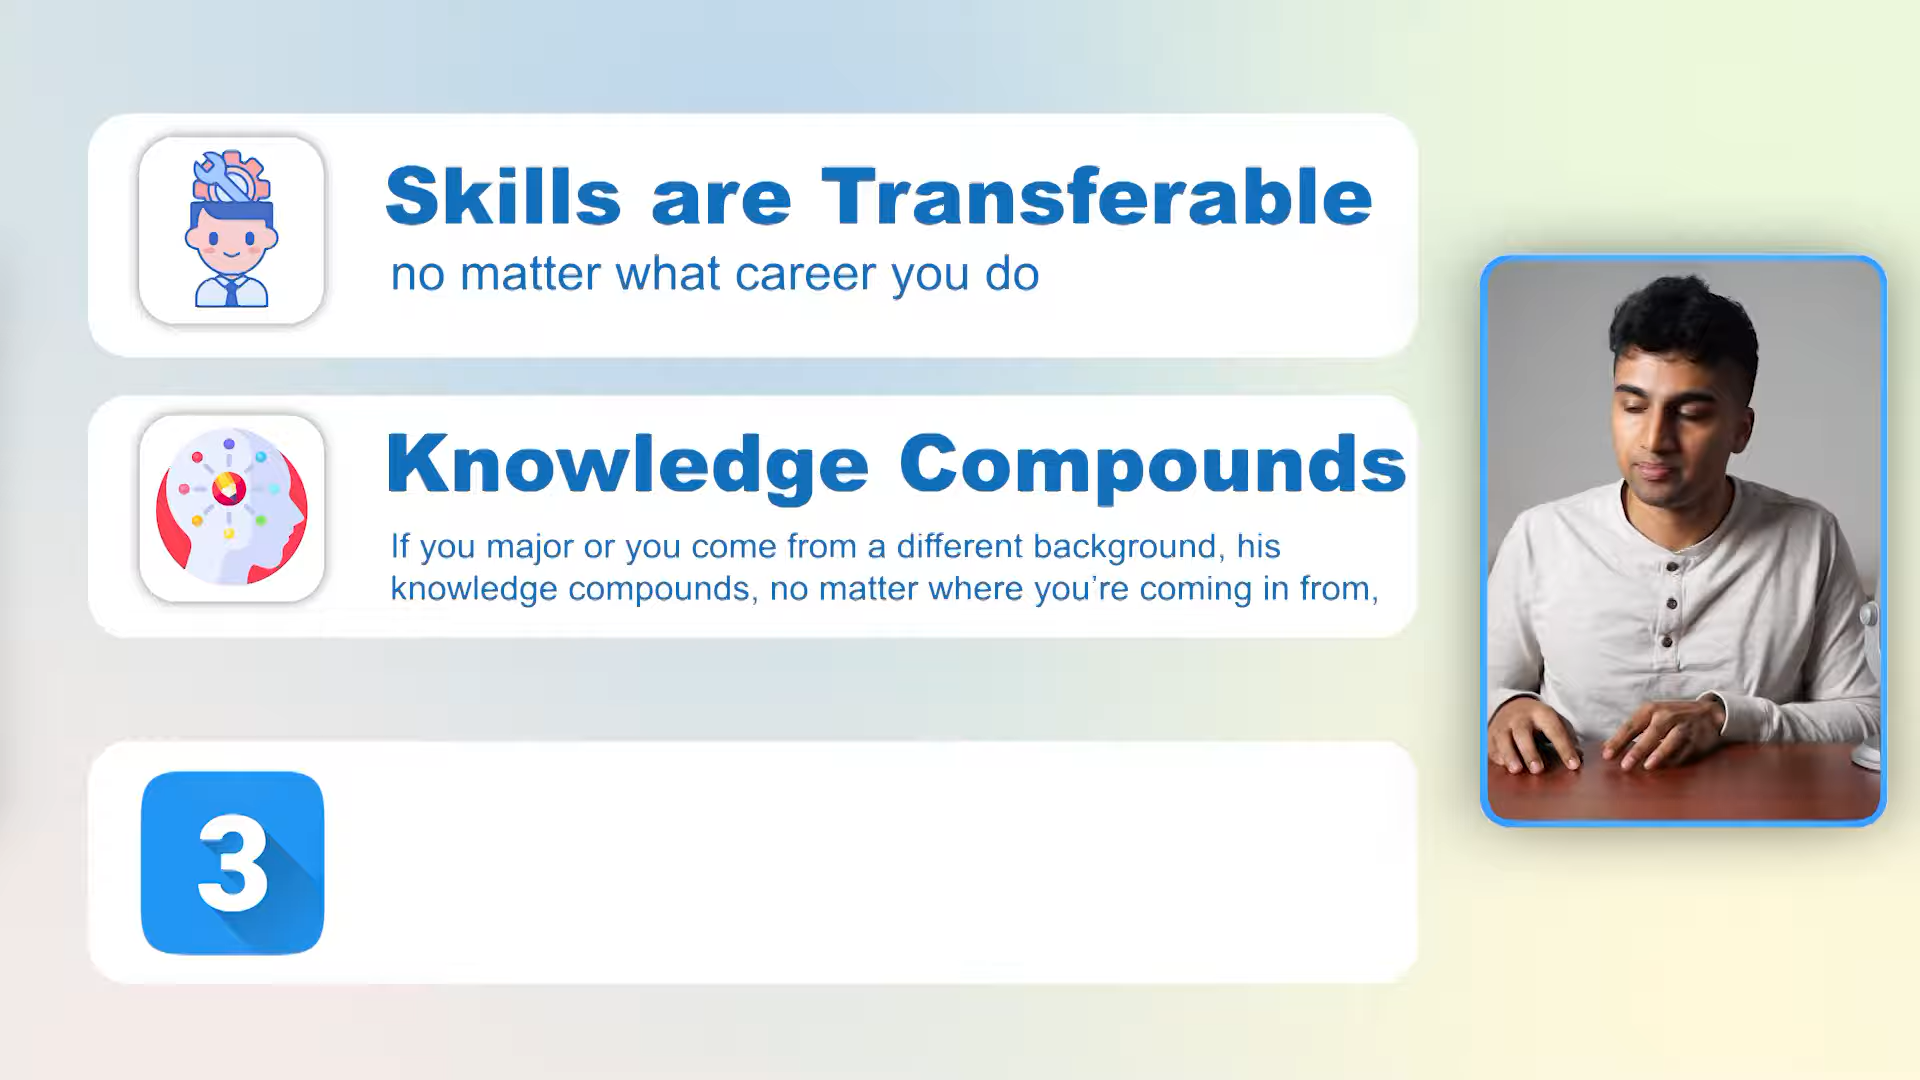 Skills are Transferable
no matter what career you do
Knowledge Compounds
If you major or you come from a different background, his
knowledge compounds, no matter where you’re coming in from,
3